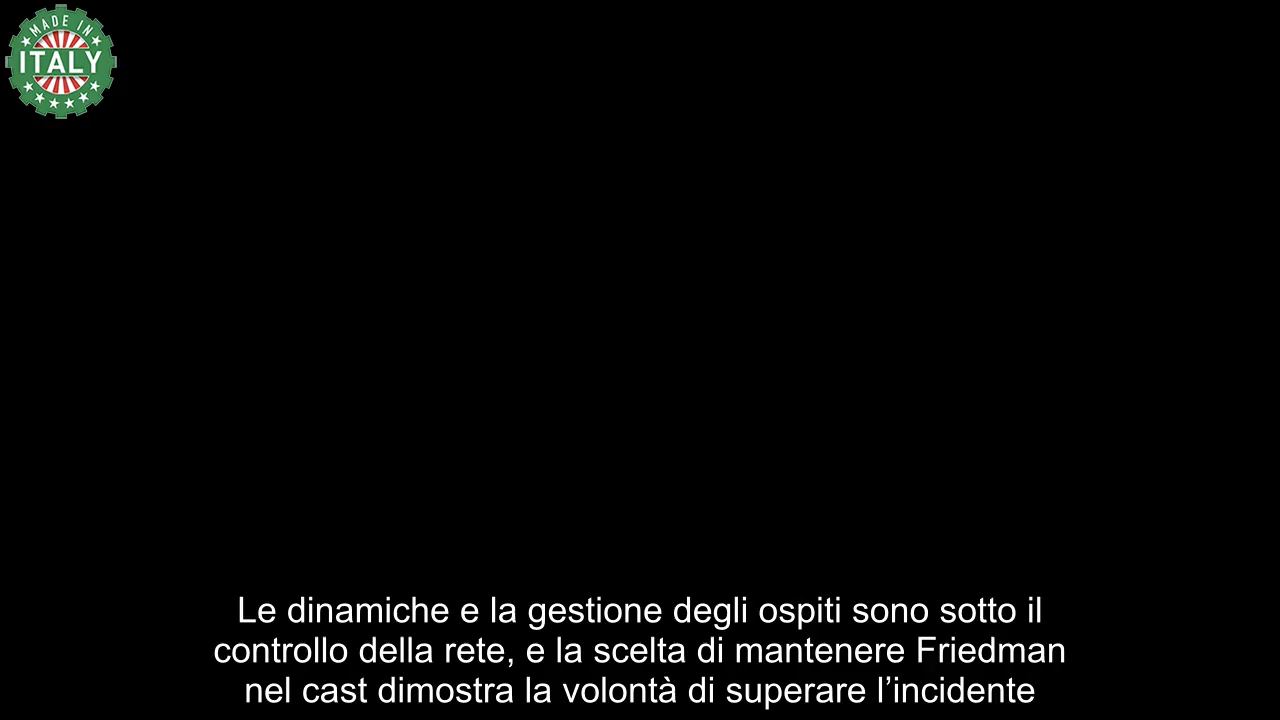 MADE IN
ITALY
Le dinamiche e la gestione degli ospiti sono sotto il
controllo della rete, e la scelta di mantenere Friedman
nel cast dimostra la volontà di superare l’incidente